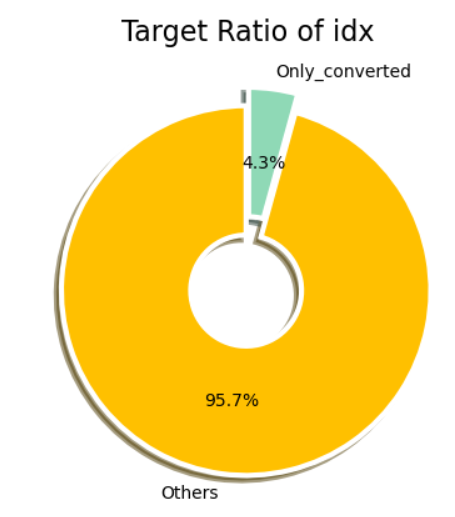 Target Ratio of idx
Only_converted
4.3%
95.7%
Others